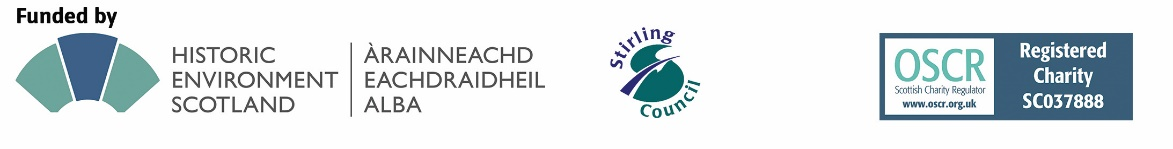 Funded by
HISTORIC
ENVIRONMENT
SCOTLAND
ÀRAINNEACHD
EACHDRAIDHEIL
ALBA
Stirling
Council
OSCR
Scottish Charity Regulator
www.oscr.org.uk
Registered
Charity
SC037888